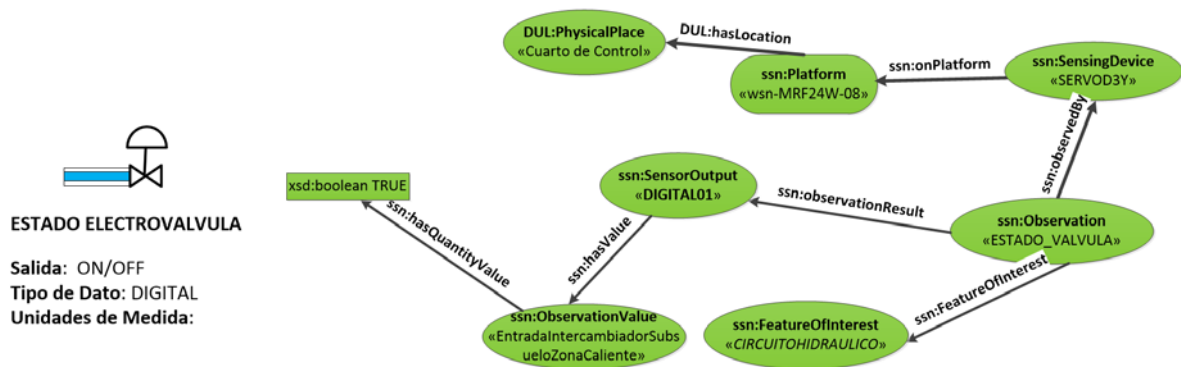 DUL:PhysicalPlace
«Cuarto de Control»
DUL:hasLocation
ssn:Platform
«wsn-MRF24W-08»
ssn:onPlatform
ssn:SensingDevice
«SERVOD3Y»
ssn:observedBy
xsd:boolean TRUE
ssn:SensorOutput
«DIGITAL01»
ssn:observationResult
ssn:Observation
«ESTADO_VALVULA»
ssn:hasQuantityValue
ssn:hasValue
ssn:FeatureOfInterest
ssn:ObservationValue
«EntradaIntercambiadorSubs
ueloZonaCaliente»
ssn:FeatureOfInterest
«CIRCUITOHIDRAULICO»
ESTADO ELECTROVALVULA
Salida: ON/OFF
Tipo de Dato: DIGITAL
Unidades de Medida: